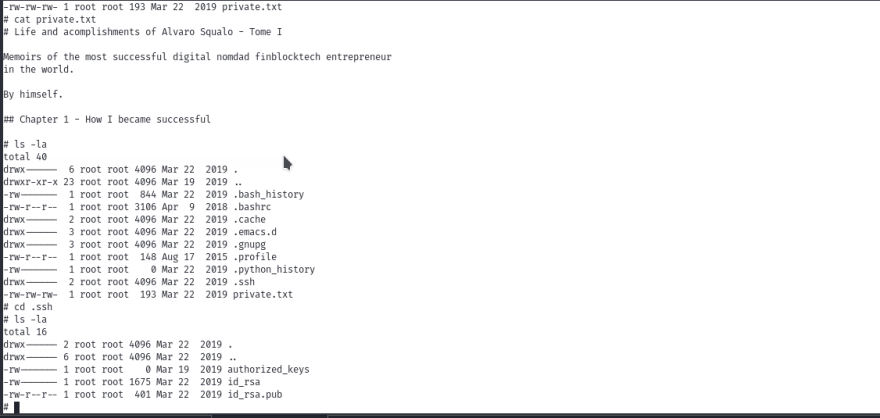 -rw-rw-rw- 1 root root 193 Mar 22  2019 private.txt
# cat private.txt
# Life and acomplishments of Alvaro Squalo - Tome I

Memoirs of the most successful digital nomdad finblocktech entrepreneur
in the world.

By himself.

## Chapter 1 - How I became successful

# ls -la
total 40
drwx------  6 root root 4096 Mar 22  2019 .
drwxr-xr-x 23 root root 4096 Mar 19  2019 ..
-rw-------  1 root root  844 Mar 22  2019 .bash_history
-rw-r--r--  1 root root 3106 Apr  9  2018 .bashrc
drwx------  2 root root 4096 Mar 22  2019 .cache
drwx------  3 root root 4096 Mar 22  2019 .emacs.d
drwx------  3 root root 4096 Mar 22  2019 .gnupg
-rw-r--r--  1 root root  148 Aug 17  2015 .profile
-rw-------  1 root root    0 Mar 22  2019 .python_history
drwx------  2 root root 4096 Mar 22  2019 .ssh
-rw-rw-rw-  1 root root  193 Mar 22  2019 private.txt
# cd .ssh
# ls -la
total 16
drwx------ 2 root root 4096 Mar 22  2019 .
drwx------ 6 root root 4096 Mar 22  2019 ..
-rw------- 1 root root    0 Mar 19  2019 authorized_keys
-rw------- 1 root root 1675 Mar 22  2019 id_rsa
-rw-r--r-- 1 root root  401 Mar 22  2019 id_rsa.pub
#